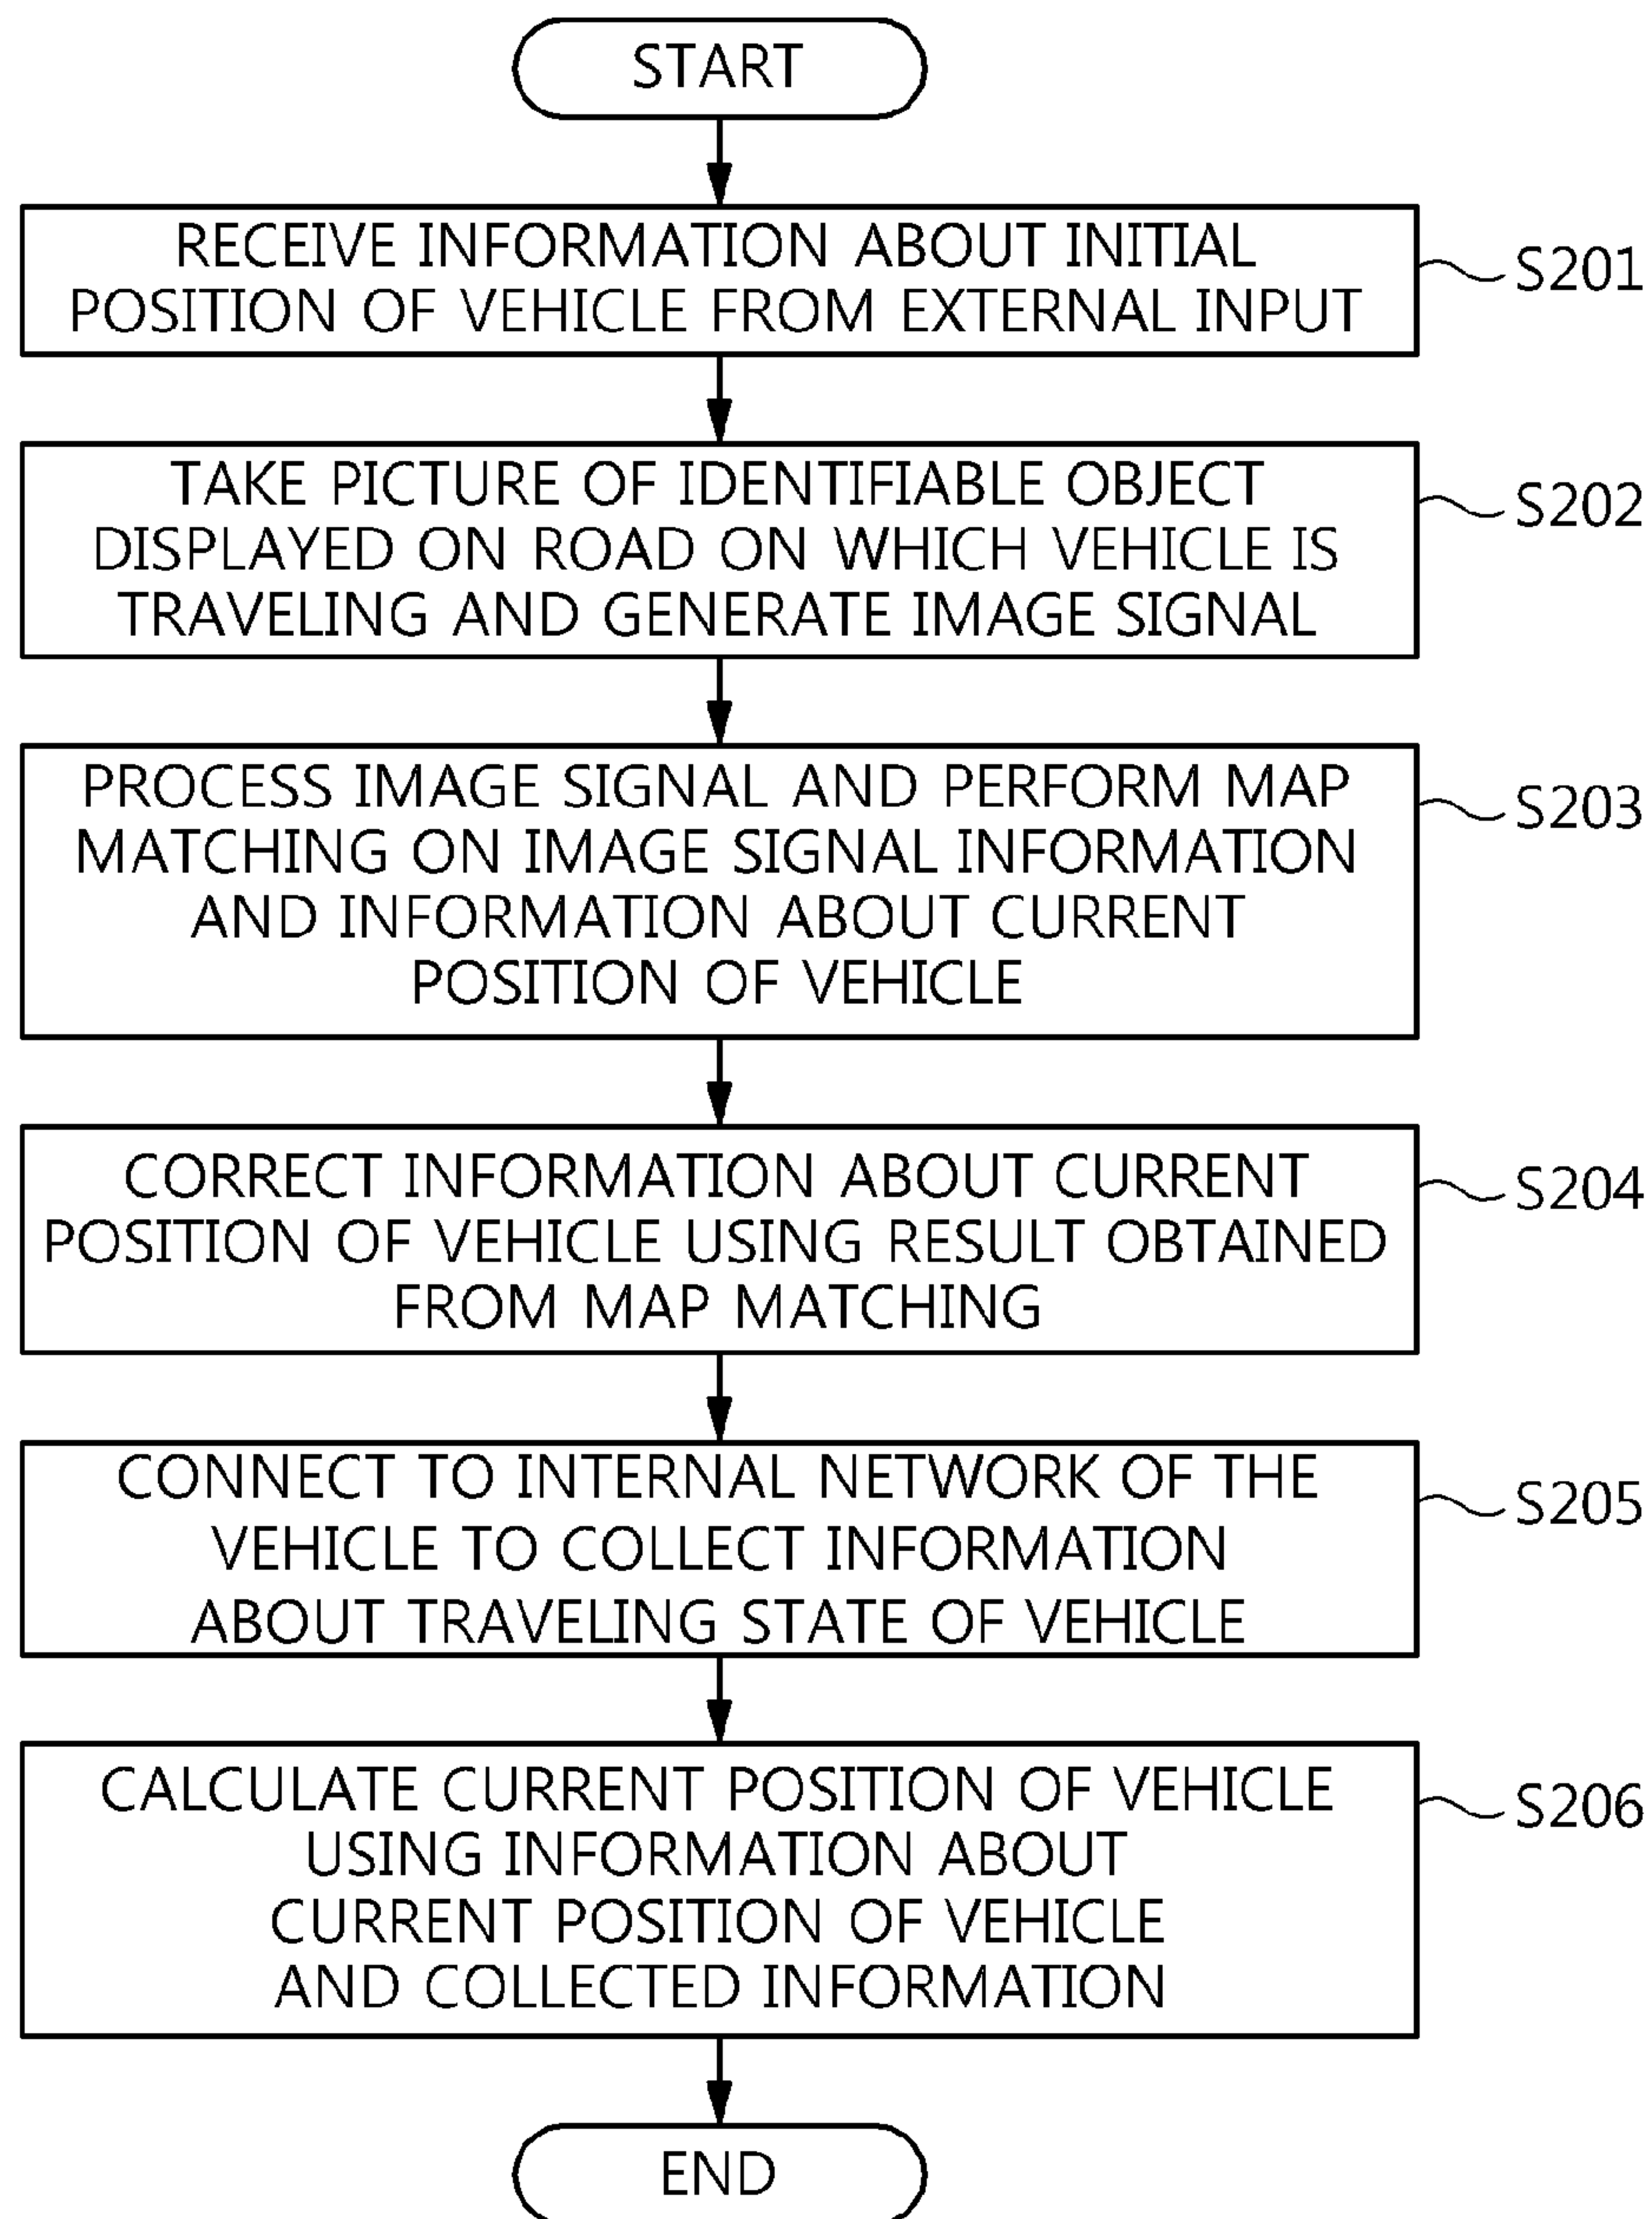 START
RECEIVE INFORMATION ABOUT INITIAL
POSITION OF VEHICLE FROM EXTERNAL INPUT
S201
TAKE PICTURE OF IDENTIFIABLE OBJECT
DISPLAYED ON ROAD ON WHICH VEHICLE IS
TRAVELING AND GENERATE IMAGE SIGNAL
S202
PROCESS IMAGE SIGNAL AND PERFORM MAP
MATCHING ON IMAGE SIGNAL INFORMATION
AND INFORMATION ABOUT CURRENT
POSITION OF VEHICLE
S203
CORRECT INFORMATION ABOUT CURRENT
POSITION OF VEHICLE USING RESULT OBTAINED
FROM MAP MATCHING
S204
CONNECT TO INTERNAL NETWORK OF THE
VEHICLE TO COLLECT INFORMATION
ABOUT TRAVELING STATE OF VEHICLE
S205
CALCULATE CURRENT POSITION OF VEHICLE
USING INFORMATION ABOUT
CURRENT POSITION OF VEHICLE
AND COLLECTED INFORMATION
S206
END